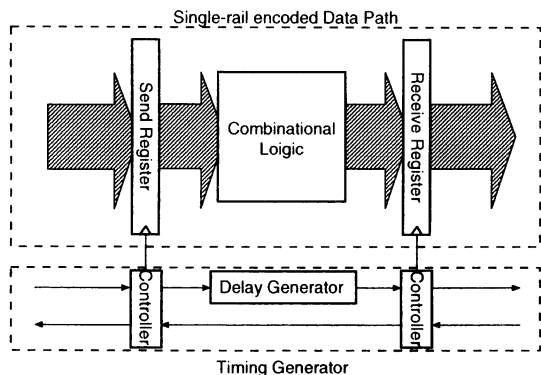 Single-rail encoded Data Path
Send Register
Combinational
Loigic
Receive Register
Controller
Delay Generator
Controller
Timing Generator